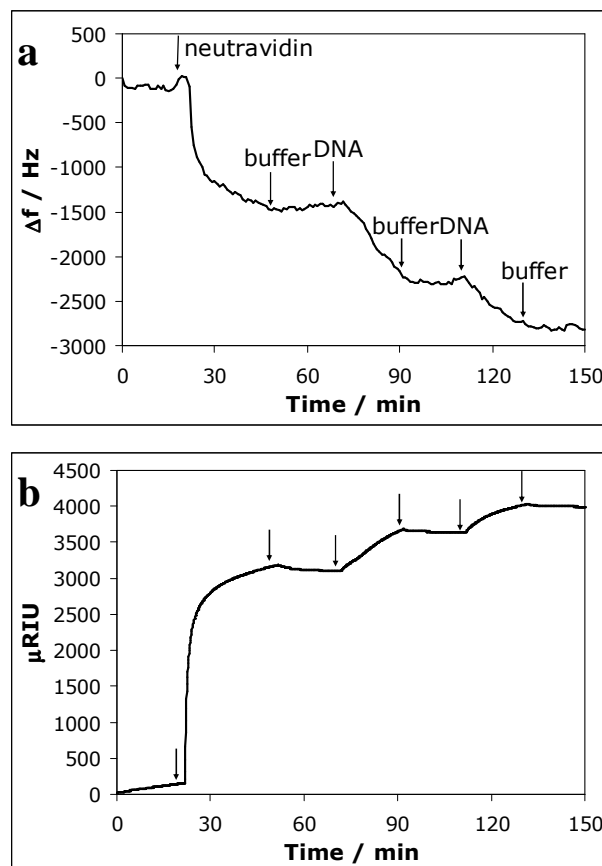 a
neutravidin
buffer DNA
buffer DNA
buffer
Δf / Hz
500
0
-500
-1000
-1500
-2000
-2500
-3000
0 30 60 90 120 150
Time / min
b
μRIU
4500
4000
3500
3000
2500
2000
1500
1000
500
0
0 30 60 90 120 150
Time / min